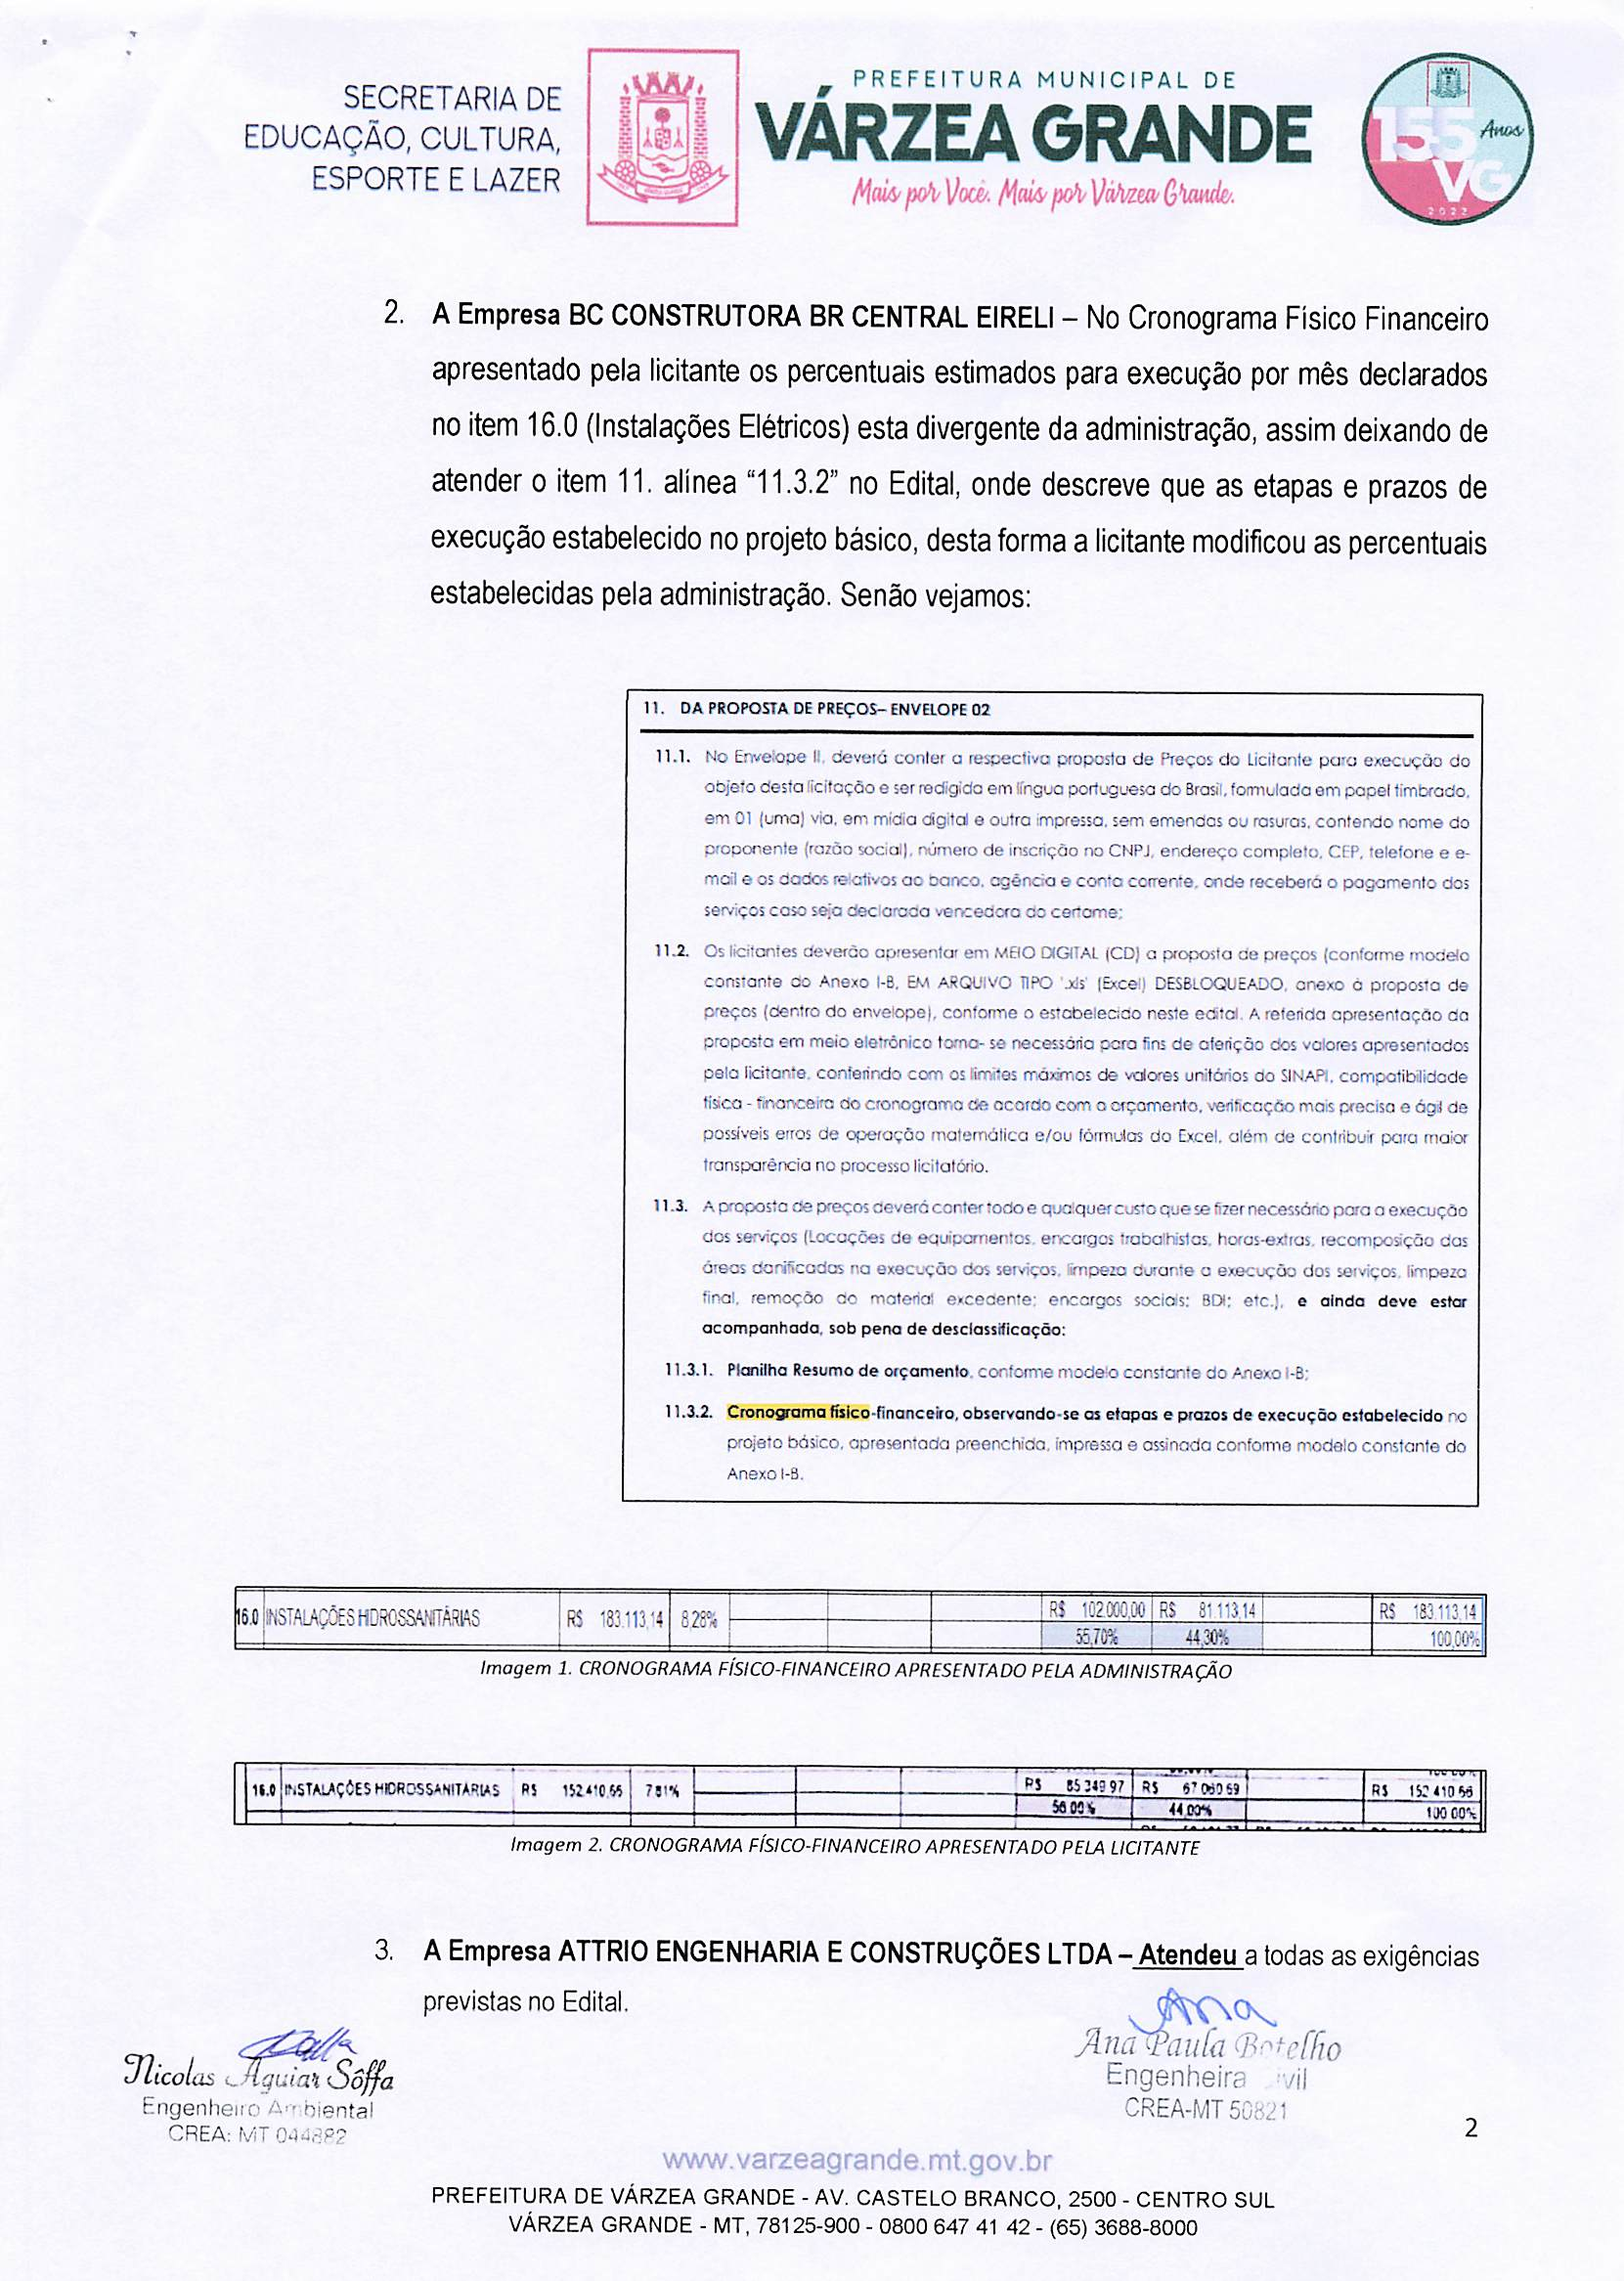 SECRETARIA DE
EDUCAÇÃO, CULTURA,
ESPORTE E LAZER
PREFEITURA MUNICIPAL DE
VÁRZEA GRANDE
Mais por Você. Mais por Várzea Grande.
155 Anos
VG
2022
2. A Empresa BC CONSTRUTORA BR CENTRAL EIRELI – No Cronograma Físico Financeiro
apresentado pela licitante os percentuais estimados para execução por mês declarados
no item 16.0 (Instalações Elétricos) esta divergente da administração, assim deixando de
atender o item 11. alínea “11.3.2” no Edital, onde descreve que as etapas e prazos de
execução estabelecido no projeto básico, desta forma a licitante modificou as percentuais
estabelecidas pela administração. Senão vejamos:
11. DA PROPOSTA DE PREÇOS– ENVELOPE 02
11.1. No Envelope II, deverá conter a respectiva proposta de Preços do Licitante para execução do
objeto desta licitação e ser redigida em língua portuguesa do Brasil, formulada em papel timbrado,
em 01 (uma) via, em mídia digital e outra impressa, sem emendas ou rasuras, contendo nome do
proponente (razão social), número de inscrição no CNPJ, endereço completo, CEP, telefone e e-
mail e os dados relativos ao banco, agência e conta corrente, onde receberá o pagamento dos
serviços caso seja declarada vencedora do certame;
11.2. Os licitantes deverão apresentar em MEIO DIGITAL (CD) a proposta de preços (conforme modelo
constante do Anexo I-B, EM ARQUIVO TIPO '.xls' (Excel) DESBLOQUEADO, anexo à proposta de
preços (dentro do envelope), conforme o estabelecido neste edital. A referida apresentação da
proposta em meio eletrônico torna- se necessária para fins de aferição dos valores apresentados
pela licitante, conferindo com os limites máximos de valores unitários do SINAPI, compatibilidade
física - financeira do cronograma de acordo com o orçamento, verificação mais precisa e ágil de
possíveis erros de operação matemática e/ou fórmulas do Excel, além de contribuir para maior
transparência no processo licitatório.
11.3. A proposta de preços deverá conter todo e qualquer custo que se fizer necessário para a execução
dos serviços (Locações de equipamentos, encargos trabalhistas, horas-extras, recomposição das
áreas danificadas na execução dos serviços, limpeza durante a execução dos serviços, limpeza
final, remoção do material excedente; encargos sociais; BDI; etc.), e ainda deve estar
acompanhada, sob pena de desclassificação:
11.3.1. Planilha Resumo de orçamento, conforme modelo constante do Anexo I-B;
11.3.2. Cronograma físico-financeiro, observando-se as etapas e prazos de execução estabelecido no
projeto básico, apresentada preenchida, impressa e assinada conforme modelo constante do
Anexo I-B.
16.0 INSTALAÇÕES HIDROSSANITÁRIAS R$ 183.113,14 8,28% R$ 102.000,00 R$ 81.113,14 R$ 183.113,14
55,70% 44,30% 100,00%
Imagem 1. CRONOGRAMA FÍSICO-FINANCEIRO APRESENTADO PELA ADMINISTRAÇÃO
16.0 INSTALAÇÕES HIDROSSANITÁRIAS R$ 152.410,66 7,81% R$ 85.349,97 R$ 67.060,69 R$ 152.410,66
56,00% 44,00% 100,00%
Imagem 2. CRONOGRAMA FÍSICO-FINANCEIRO APRESENTADO PELA LICITANTE
3. A Empresa ATTRIO ENGENHARIA E CONSTRUÇÕES LTDA – Atendeu a todas as exigências
previstas no Edital.
Ana
Ana Paula Botelho
Engenheira Civil
CREA-MT 50821
Nicolas Aguiar Sôffa
Engenheiro Ambiental
CREA: MT 044882
2
www.varzeagrande.mt.gov.br
PREFEITURA DE VÁRZEA GRANDE - AV. CASTELO BRANCO, 2500 - CENTRO SUL
VÁRZEA GRANDE - MT, 78125-900 - 0800 647 41 42 - (65) 3688-8000